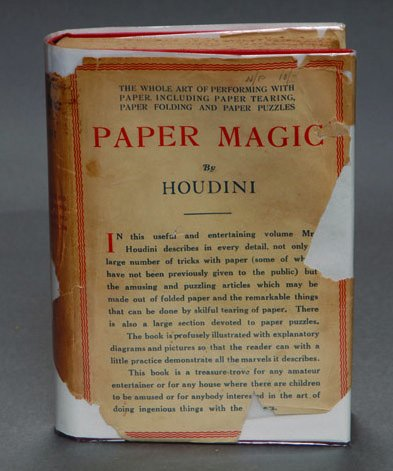 N/F 10/-
THE WHOLE ART OF PERFORMING WITH
PAPER, INCLUDING PAPER TEARING,
PAPER FOLDING AND PAPER PUZZLES
PAPER MAGIC
By
HOUDINI
IN this useful and entertaining volume Mr
Houdini describes in every detail, not only
large number of tricks with paper (some of
have not been previously given to the public) but
the amusing and puzzling articles which may be
made out of folded paper and the remarkable things
that can be done by skilful tearing of paper. There
is also a large section devoted to paper puzzles.
The book is profusely illustrated with explanatory
diagrams and pictures so that the reader can with a
little practice demonstrate all the marvels it describes.
This book is a treasure-trove for any amateur
entertainer or for any house where there are children
to be amused or for anybody interested in the art of
doing ingenious things with the